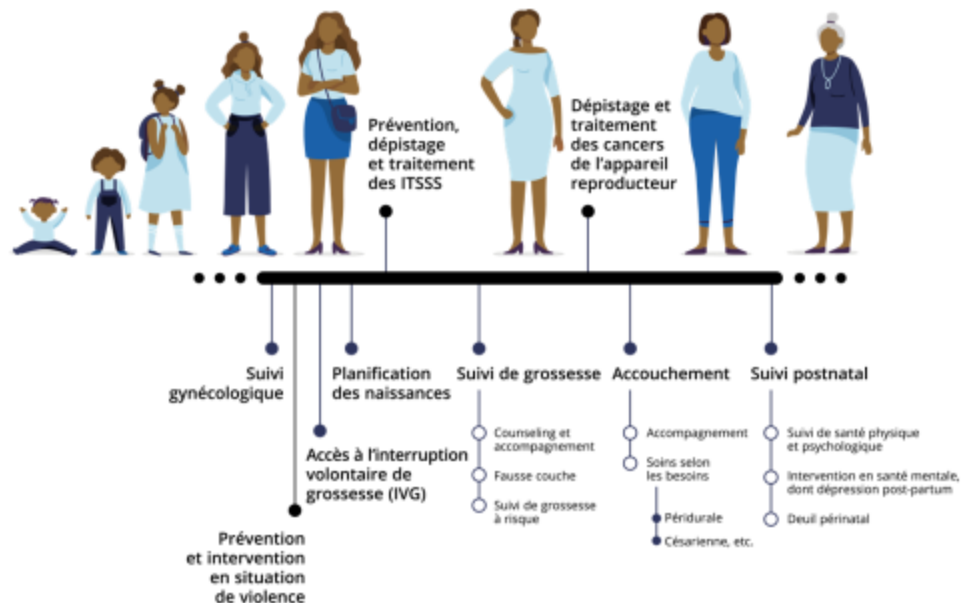 Prévention,
dépistage
et traitement
des ITSSS
Dépistage et
traitement
des cancers
de l'appareil
reproducteur
Suivi
gynécologique
Planification
des naissances
Suivi de grossesse
Accouchement
Suivi postnatal
Accès à l'interruption
volontaire de
grossesse (IVG)
Prévention
et intervention
en situation
de violence
Counseling et
accompagnement
Fausse couche
Suivi de grossesse
à risque
Accompagnement
Soins selon
les besoins
Péridurale
Césarienne, etc.
Suivi de santé physique
et psychologique
Intervention en santé mentale,
dont dépression post-partum
Deuil périnatal